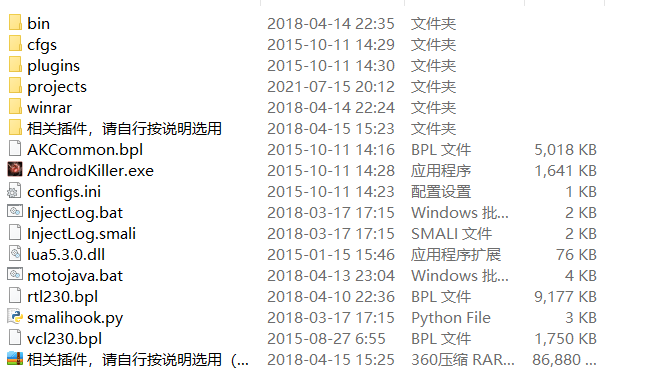 bin 2018-04-14 22:35 文件夹
cfgs 2015-10-11 14:29 文件夹
plugins 2015-10-11 14:30 文件夹
projects 2021-07-15 20:12 文件夹
winrar 2018-04-14 22:24 文件夹
相关插件，请自行按说明选用 2018-04-15 15:23 文件夹
AKCommon.bpl 2015-10-11 14:16 BPL 文件 5,018 KB
AndroidKiller.exe 2015-10-11 14:28 应用程序 1,641 KB
configs.ini 2015-10-11 14:23 配置设置 1 KB
InjectLog.bat 2018-03-17 17:15 Windows 批... 2 KB
InjectLog.smali 2018-03-17 17:15 SMALI 文件 2 KB
lua5.3.0.dll 2015-01-15 15:46 应用程序扩展 76 KB
motojava.bat 2018-04-13 23:04 Windows 批... 4 KB
rtl230.bpl 2018-04-10 22:36 BPL 文件 9,177 KB
smalihook.py 2018-03-17 17:15 Python File 3 KB
vcl230.bpl 2015-08-27 6:55 BPL 文件 1,750 KB
相关插件，请自行按说明选用（... 2018-04-15 15:25 360压缩 RAR... 86,880 ...